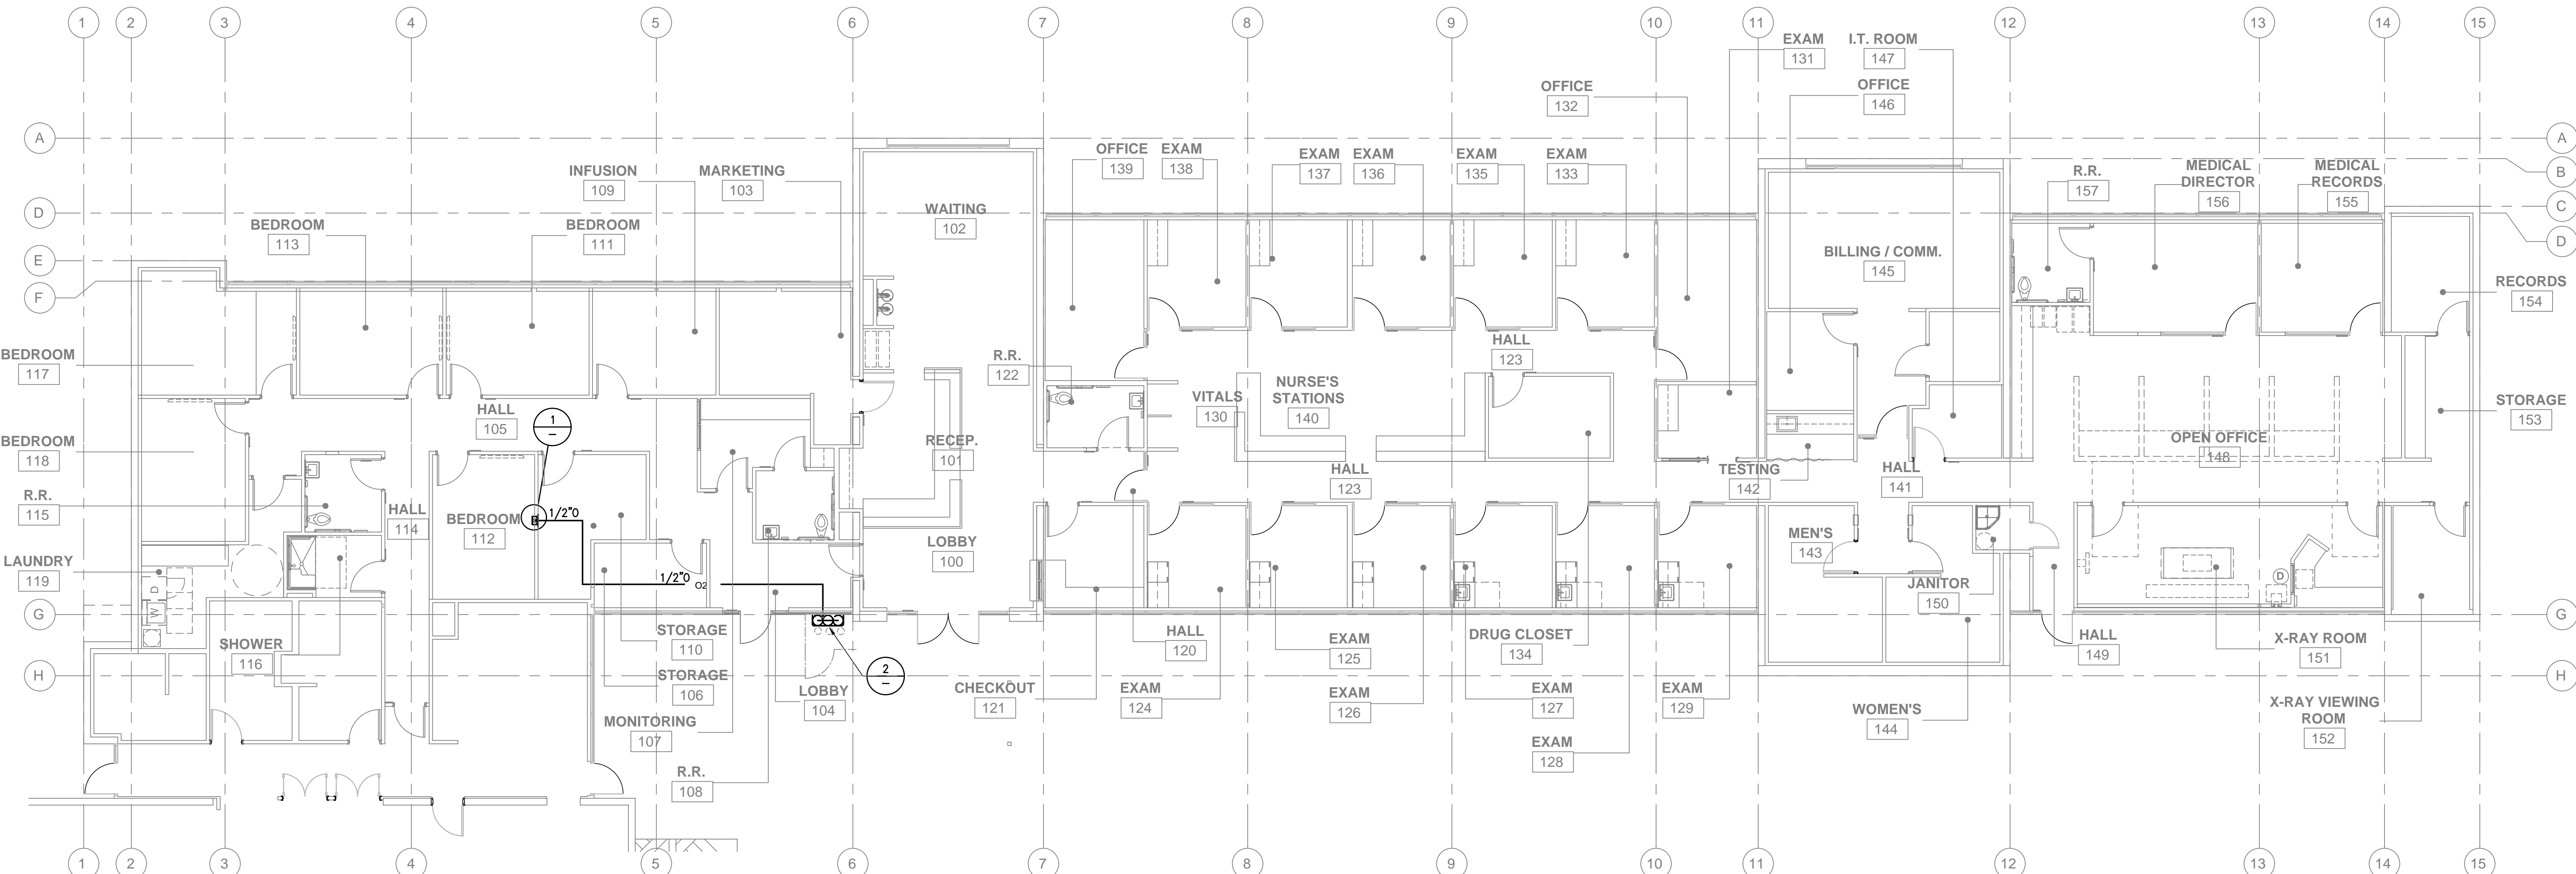 1 2 3 4 5 6 7 8 9 10 11 12 13 14 15
EXAM
131
I.T. ROOM
147
OFFICE
132
OFFICE
146
A
A
OFFICE
139
EXAM
138
EXAM
137
EXAM
136
EXAM
135
EXAM
133
INFUSION
109
MARKETING
103
R.R.
157
MEDICAL
DIRECTOR
156
MEDICAL
RECORDS
155
B
C
D
D
WAITING
102
BEDROOM
113
BEDROOM
111
BILLING / COMM.
145
E
F
RECORDS
154
BEDROOM
117
R.R.
122
HALL
123
VITALS
130
NURSE'S
STATIONS
140
STORAGE
153
HALL
105
1
–
BEDROOM
118
RECEP.
101
OPEN OFFICE
148
HALL
123
TESTING
142
HALL
141
R.R.
115
HALL
114
BEDROOM
112
1/2"O
MEN'S
143
LOBBY
100
LAUNDRY
119
D
W
1/2"O
O2
JANITOR
150
D
G
G
SHOWER
116
STORAGE
110
HALL
120
EXAM
125
DRUG CLOSET
134
HALL
149
X-RAY ROOM
151
H
H
STORAGE
106
2
–
LOBBY
104
CHECKOUT
121
EXAM
124
EXAM
126
EXAM
127
EXAM
129
WOMEN'S
144
X-RAY VIEWING
ROOM
152
MONITORING
107
EXAM
128
R.R.
108
1 2 3 4 5 6 7 8 9 10 11 12 13 14 15